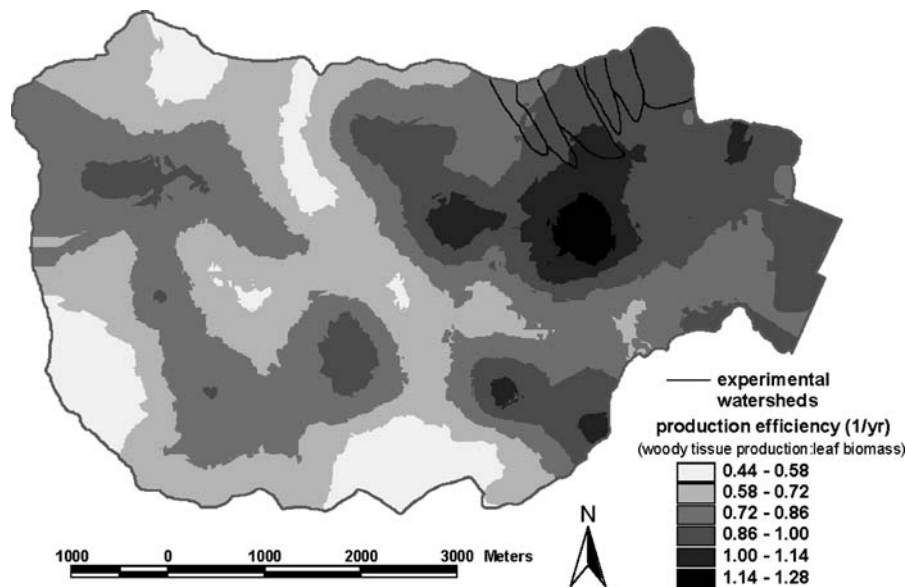 experimental
watersheds
production efficiency (1/yr)
(woody tissue production:leaf biomass)
0.44 - 0.58
0.58 - 0.72
0.72 - 0.86
0.86 - 1.00
1.00 - 1.14
1.14 - 1.28
N
1000 0 1000 2000 3000 Meters